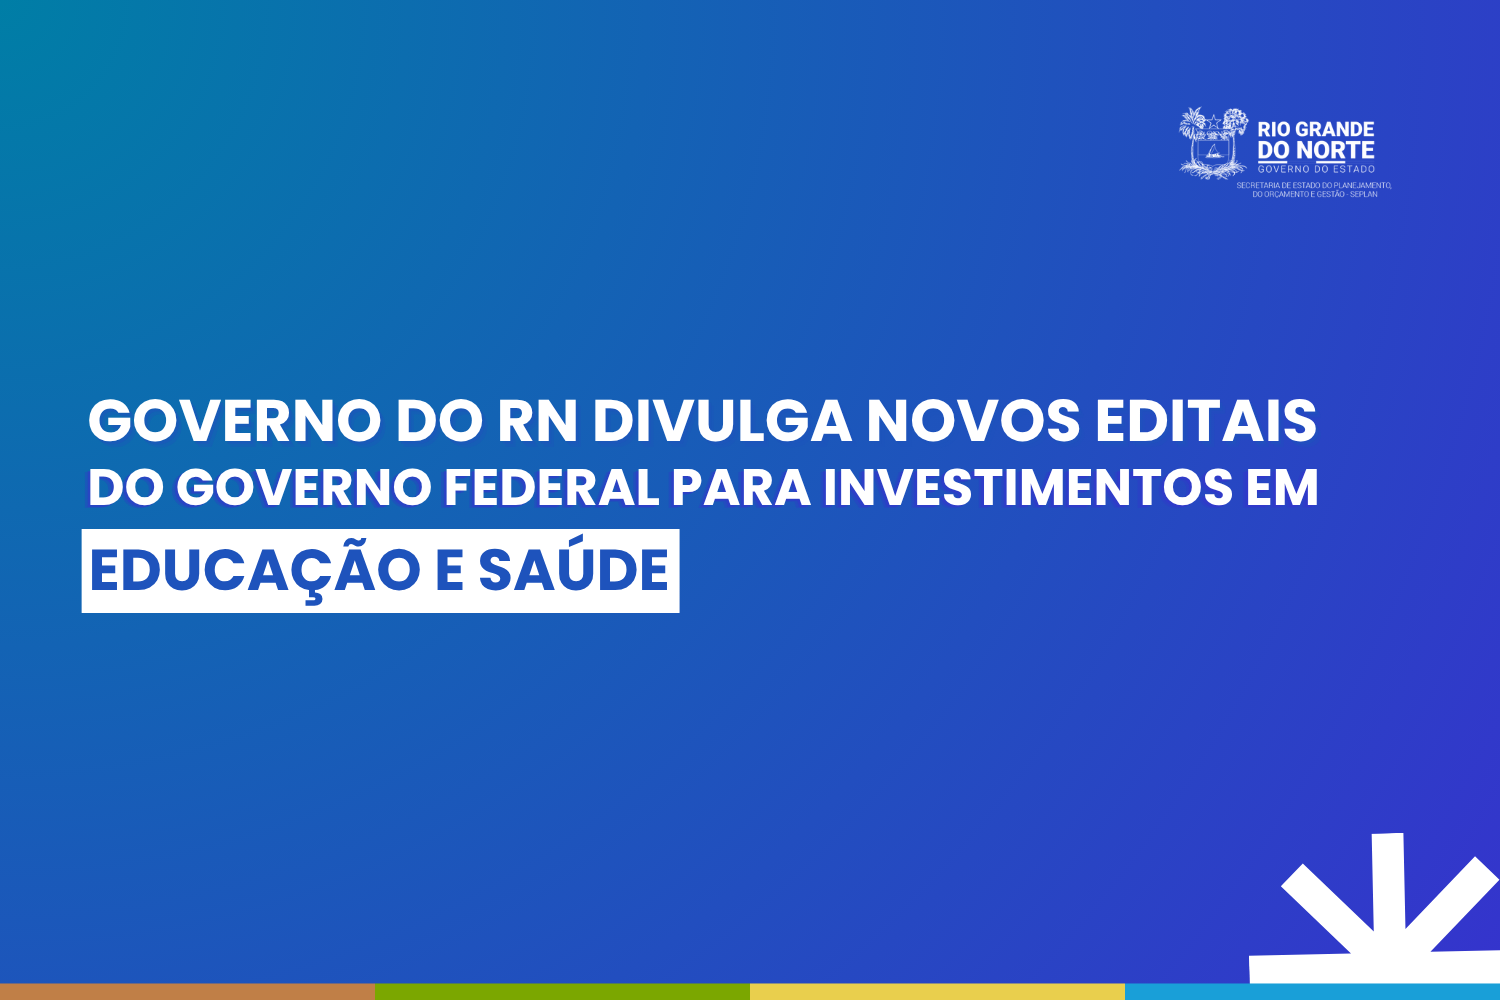 RIO GRANDE
DO NORTE
GOVERNO DO ESTADO
SECRETARIA DE ESTADO DO PLANEJAMENTO,
DO ORÇAMENTO E GESTÃO - SEPLAN
GOVERNO DO RN DIVULGA NOVOS EDITAIS
DO GOVERNO FEDERAL PARA INVESTIMENTOS EM
EDUCAÇÃO E SAÚDE